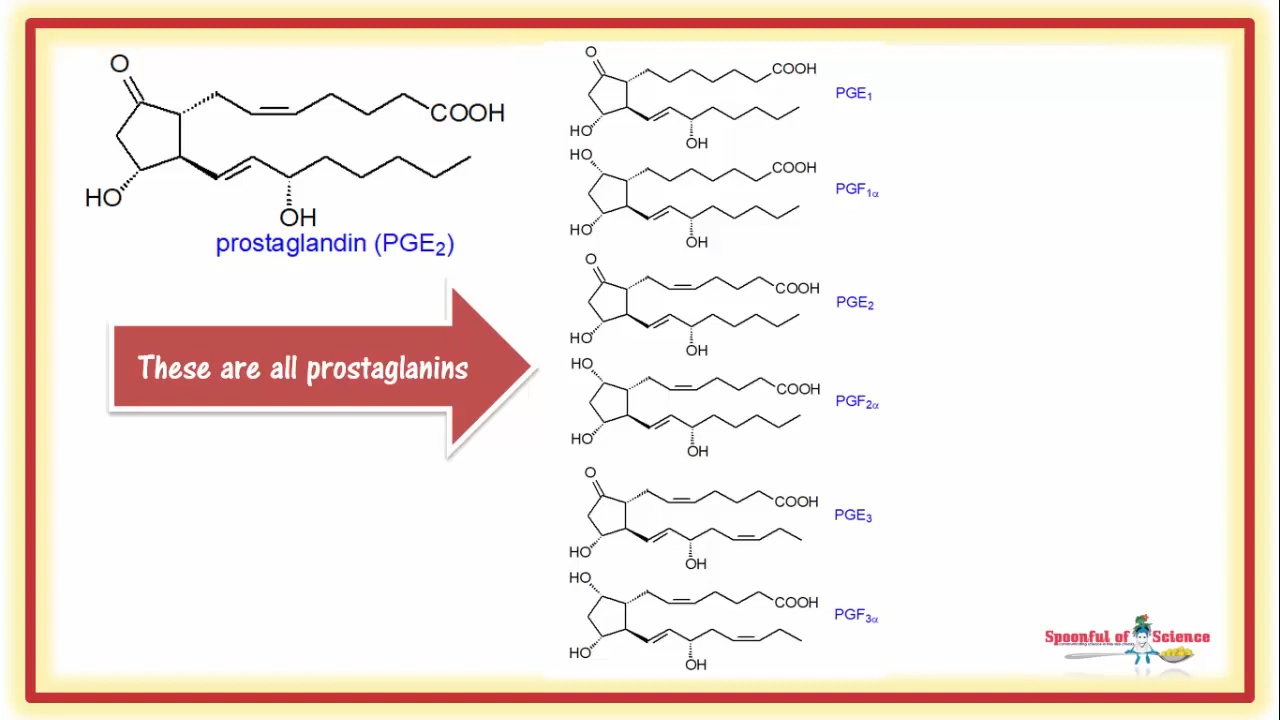 O
COOH
HO
OH
prostaglandin (PGE₂)
These are all prostaglanins
O
COOH
PGE₁
HO
OH
HO
COOH
PGF₁α
HO
OH
O
COOH
PGE₂
HO
OH
HO
COOH
PGF₂α
HO
OH
O
COOH
PGE₃
HO
OH
HO
COOH
PGF₃α
HO
OH
Spoonful of Science